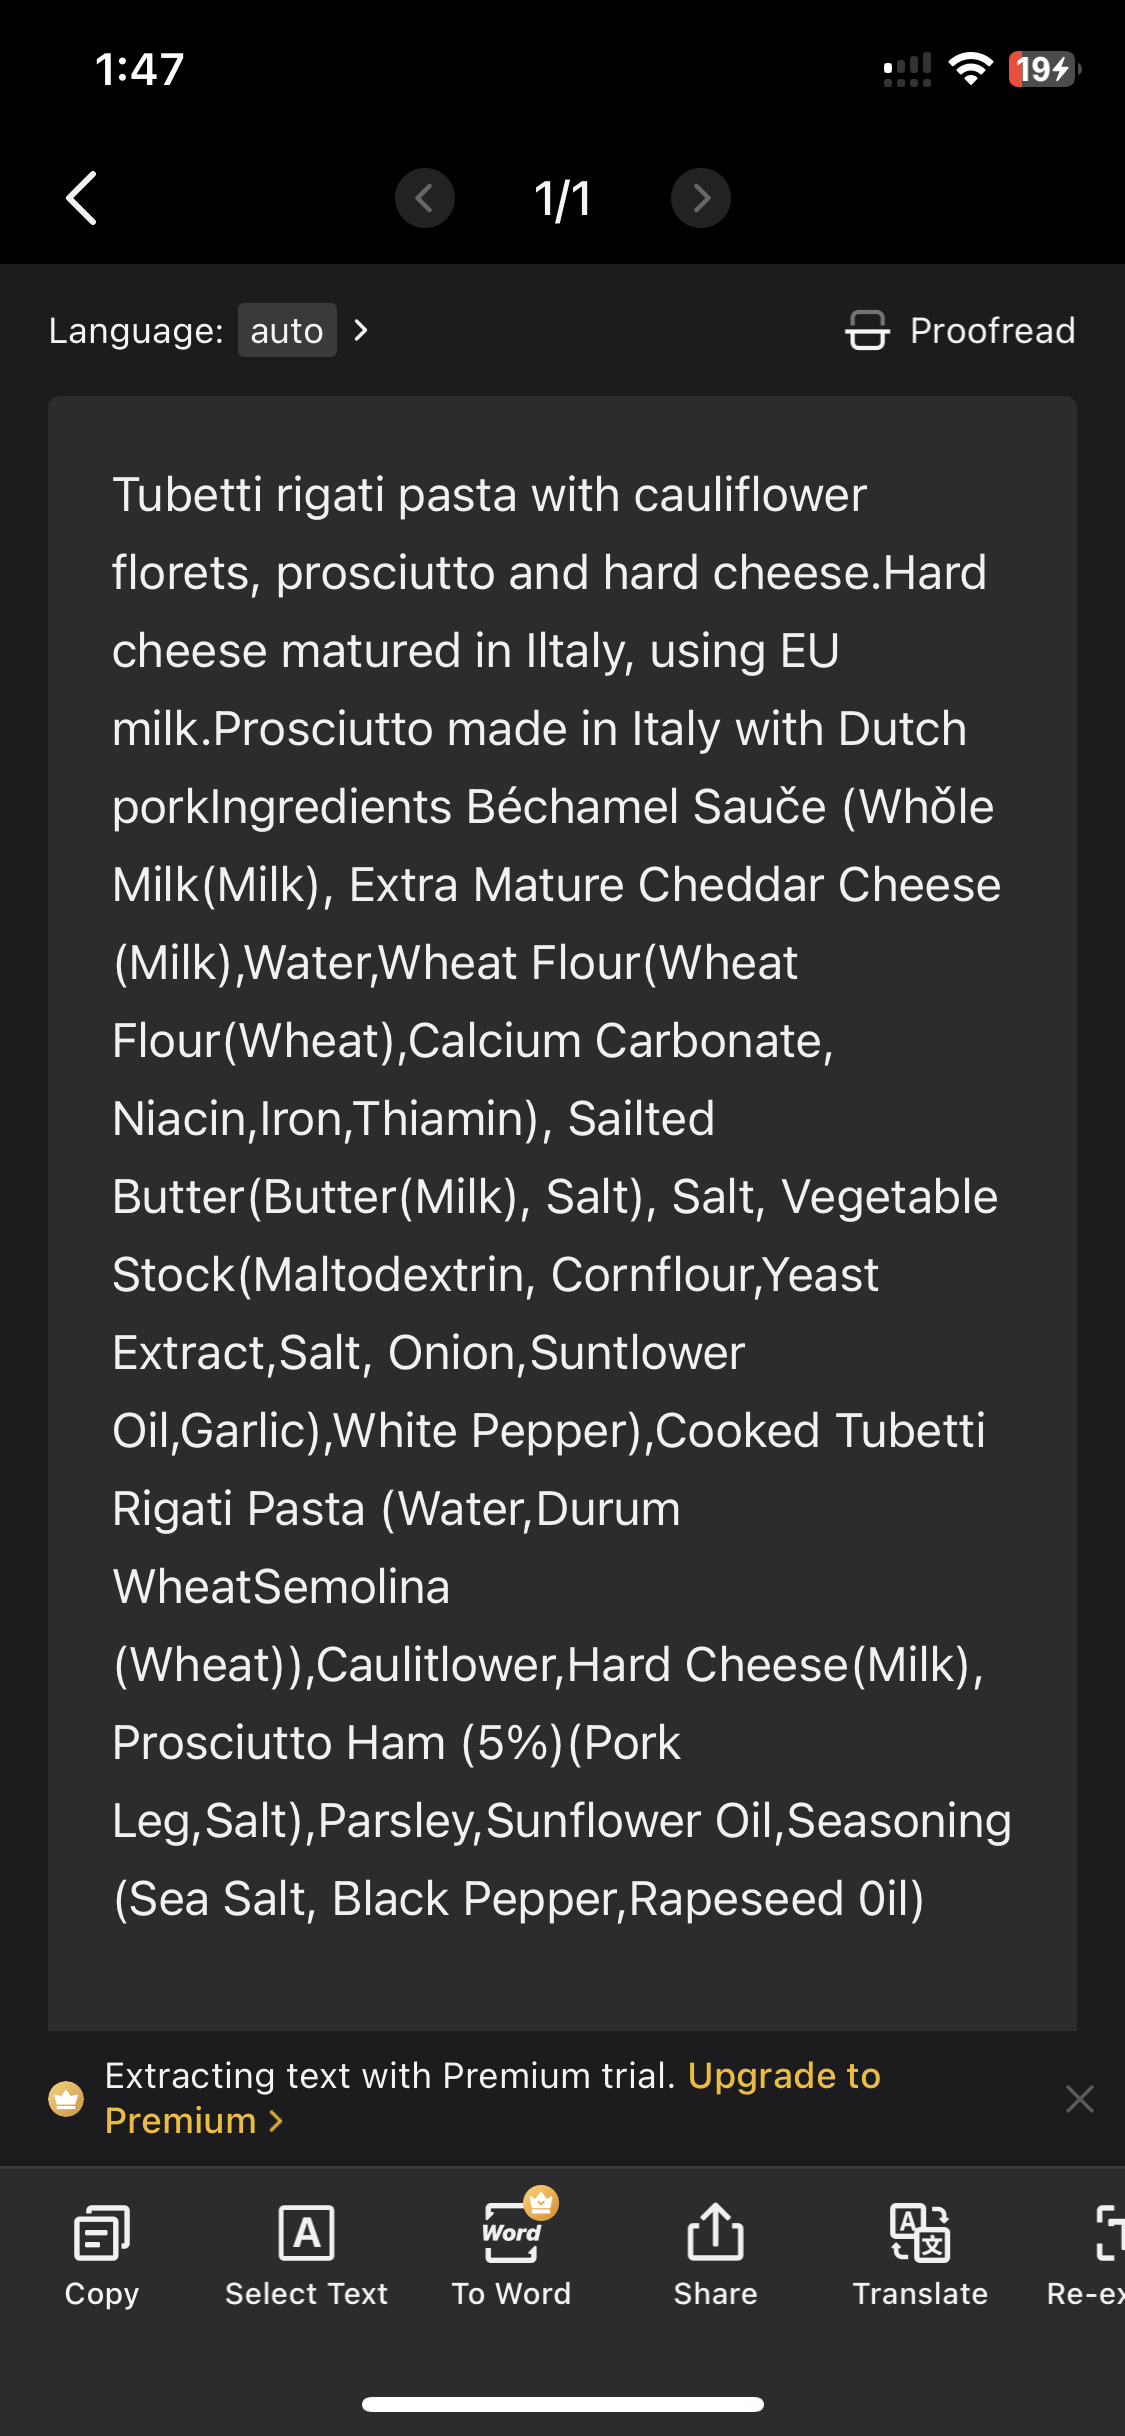 1:47
19
1/1
Language: auto
Proofread
Tubetti rigati pasta with cauliflower
florets, prosciutto and hard cheese.Hard
cheese matured in Iltaly, using EU
milk.Prosciutto made in Italy with Dutch
porkIngredients Béchamel Sauče (Whǒle
Milk(Milk), Extra Mature Cheddar Cheese
(Milk),Water,Wheat Flour(Wheat
Flour(Wheat),Calcium Carbonate,
Niacin,Iron,Thiamin), Sailted
Butter(Butter(Milk), Salt), Salt, Vegetable
Stock(Maltodextrin, Cornflour,Yeast
Extract,Salt, Onion,Suntlower
Oil,Garlic),White Pepper),Cooked Tubetti
Rigati Pasta (Water,Durum
WheatSemolina
(Wheat)),Caulitlower,Hard Cheese(Milk),
Prosciutto Ham (5%)(Pork
Leg,Salt),Parsley,Sunflower Oil,Seasoning
(Sea Salt, Black Pepper,Rapeseed 0il)
Extracting text with Premium trial. Upgrade to
Premium
Copy
Select Text
To Word
Share
Translate
Re-ex